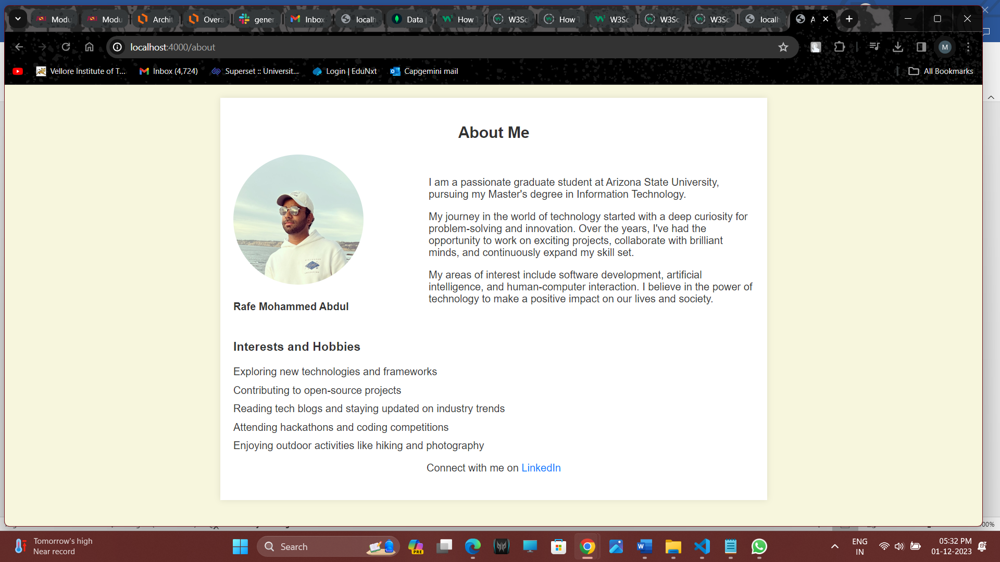 Modu
Modu
Archit
Overa
gener
Inbox
localh
Data |
How T
W3Sc
How T
W3Sc
W3Sc
W3Sc
localh
A
localhost:4000/about
M
Vellore Institute of T...
Inbox (4,724)
Superset :: Universit...
Login | EduNxt
Capgemini mail
All Bookmarks
About Me
I am a passionate graduate student at Arizona State University,
pursuing my Master's degree in Information Technology.
My journey in the world of technology started with a deep curiosity for
problem-solving and innovation. Over the years, I've had the
opportunity to work on exciting projects, collaborate with brilliant
minds, and continuously expand my skill set.
My areas of interest include software development, artificial
intelligence, and human-computer interaction. I believe in the power of
technology to make a positive impact on our lives and society.
Rafe Mohammed Abdul
Interests and Hobbies
Exploring new technologies and frameworks
Contributing to open-source projects
Reading tech blogs and staying updated on industry trends
Attending hackathons and coding competitions
Enjoying outdoor activities like hiking and photography
Connect with me on LinkedIn
00%
Tomorrow's high
Near record
Search
PRE
W
ENG
IN
05:32 PM
01-12-2023